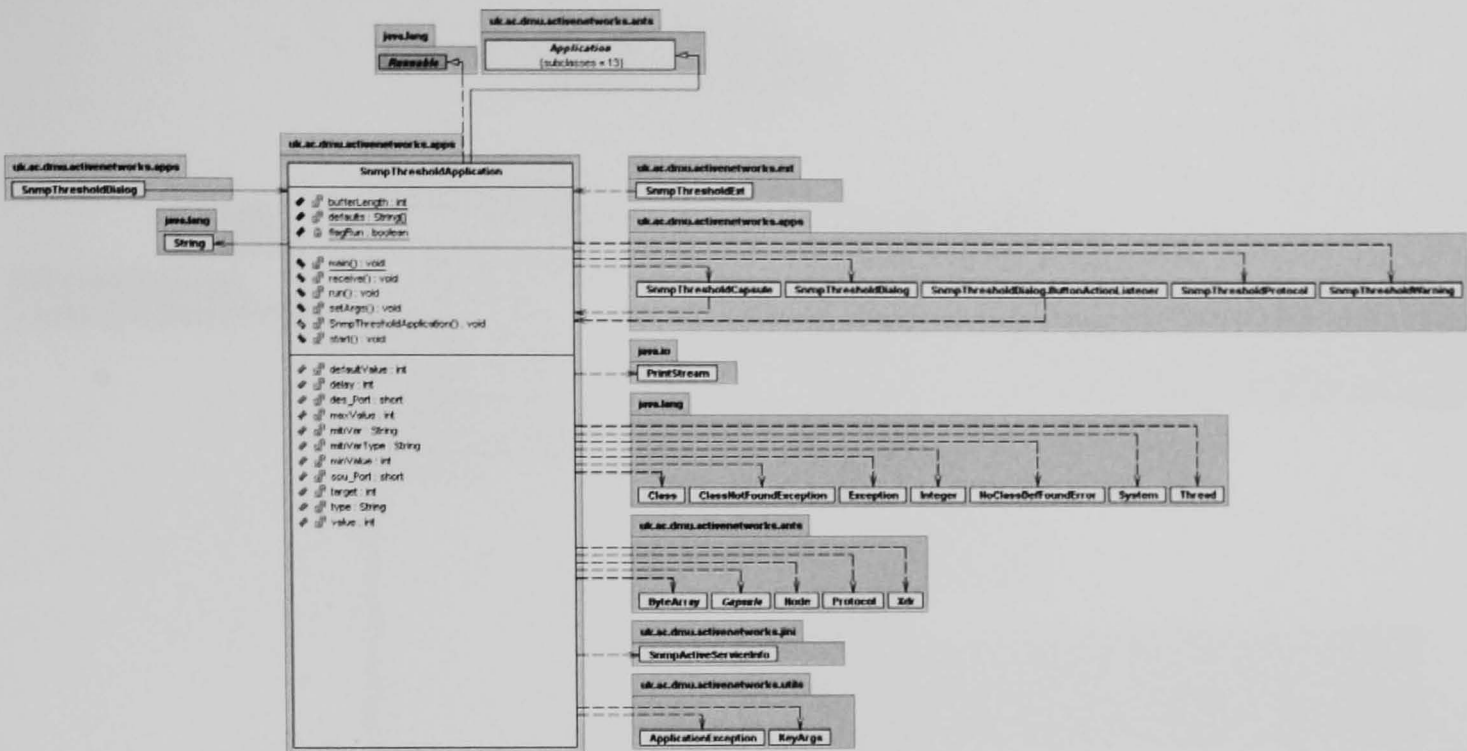 uk.ac.dmu.activenetworks.ants
java.lang
Application
{subclasses = 13}
Runnable
uk.ac.dmu.activenetworks.apps
SnmpThresholdApplication
uk.ac.dmu.activenetworks.apps
SnmpThresholdDialog
java.lang
String
bufferLength : int
defaults : String[]
flagRun : boolean
main() : void
receive() : void
run() : void
setArgs() : void
SnmpThresholdApplication() : void
start() : void
defaultValue : int
delay : int
des_Port : short
maxValue : int
mibVar : String
mibVarType : String
minValue : int
sou_Port : short
target : int
type : String
value : int
uk.ac.dmu.activenetworks.ext
SnmpThresholdExt
uk.ac.dmu.activenetworks.apps
SnmpThresholdCapsule
SnmpThresholdDialog
SnmpThresholdDialog.ButtonActionListener
SnmpThresholdProtocol
SnmpThresholdWarning
java.io
PrintStream
java.lang
Class
ClassNotFoundException
Exception
Integer
NoClassDefFoundError
System
Thread
uk.ac.dmu.activenetworks.ants
ByteArray
Capsule
Node
Protocol
Xdr
uk.ac.dmu.activenetworks.jini
SnmpActiveServiceInfo
uk.ac.dmu.activenetworks.utils
ApplicationException
KeyArgs